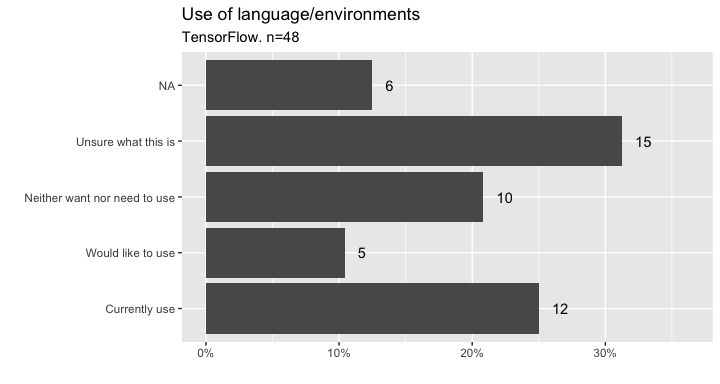 Use of language/environments
TensorFlow. n=48
NA 6
Unsure what this is 15
Neither want nor need to use 10
Would like to use 5
Currently use 12
0% 10% 20% 30%